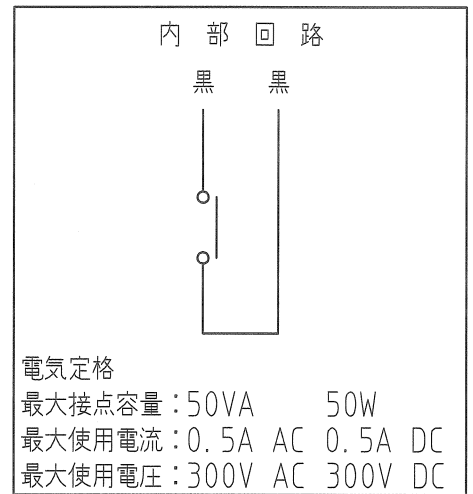 内部回路
黒 黒
電気定格
最大接点容量:50VA 50W
最大使用電流:0.5A AC 0.5A DC
最大使用電圧:300V AC 300V DC